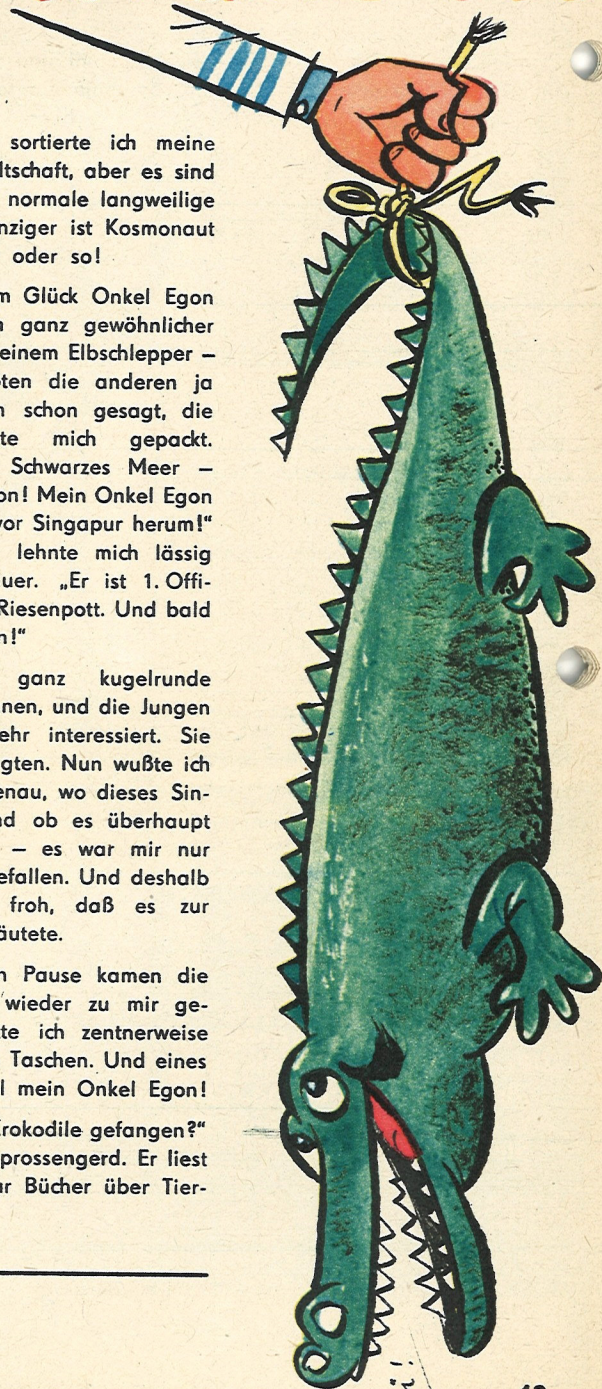 sortierte ich meine
ltschaft, aber es sind
normale langweilige
nziger ist Kosmonaut
oder so!
m Glück Onkel Egon
n ganz gewöhnlicher
einem Elbschlepper –
ten die anderen ja
n schon gesagt, die
te mich gepackt.
Schwarzes Meer –
on! Mein Onkel Egon
vor Singapur herum!“
lehnte mich lässig
uer. „Er ist 1. Offi-
Riesenpott. Und bald
n!“
ganz kugelrunde
nen, und die Jungen
ehr interessiert. Sie
gten. Nun wußte ich
enau, wo dieses Sin-
nd ob es überhaupt
– es war mir nur
efallen. Und deshalb
froh, daß es zur
äutete.
n Pause kamen die
wieder zu mir ge-
te ich zentnerweise
Taschen. Und eines
l mein Onkel Egon!
Krokodile gefangen?“
prossengerd. Er liest
ur Bücher über Tier-